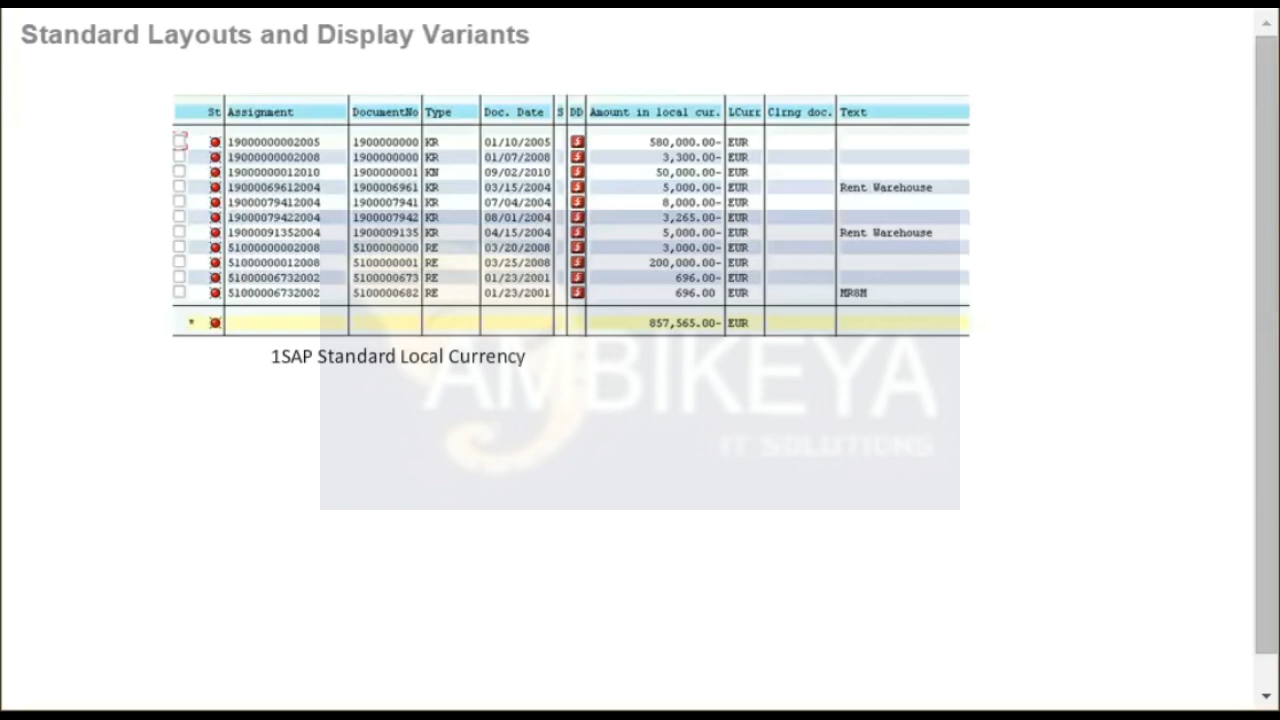 Standard Layouts and Display Variants
St Assignment DocumentNo Type Doc. Date S DD Amount in local cur. LCurr Clrng doc. Text
19000000002005 1900000000 KR 01/10/2005 580,000.00- EUR
19000000002008 1900000000 KR 01/07/2008 3,300.00- EUR
19000000012010 1900000001 KN 09/02/2010 50,000.00- EUR
19000069612004 1900006961 KR 03/15/2004 5,000.00- EUR Rent Warehouse
19000079412004 1900007941 KR 07/04/2004 8,000.00- EUR
19000079422004 1900007942 KR 08/01/2004 3,265.00- EUR
19000091352004 1900009135 KR 04/15/2004 5,000.00- EUR Rent Warehouse
51000000002008 5100000000 RE 03/20/2008 3,000.00- EUR
51000000012008 5100000001 RE 03/25/2008 200,000.00- EUR
51000006732002 5100000673 RE 01/23/2001 696.00- EUR
51000006732002 5100000682 RE 01/23/2001 696.00 EUR MR8M
* 857,565.00- EUR
1SAP Standard Local Currency
AMBIKEYA
IT SOLUTIONS